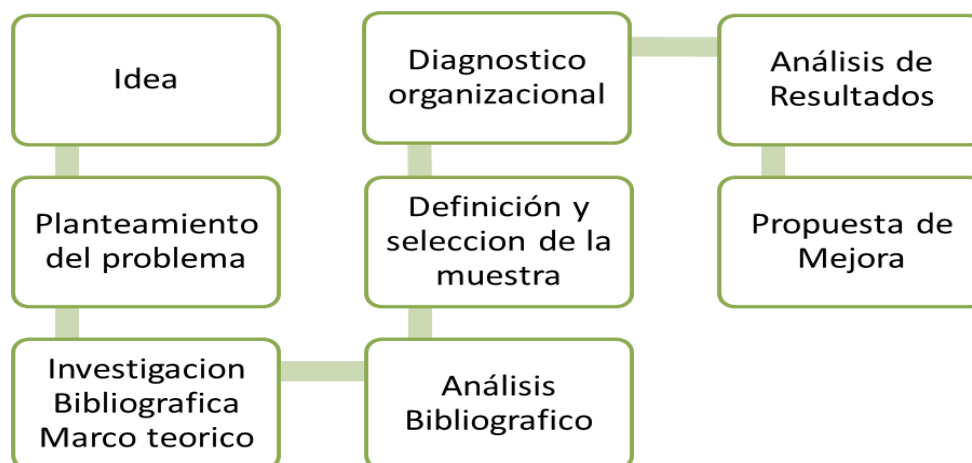 Idea
Planteamiento
del problema
Investigacion
Bibliografica
Marco teorico
Análisis
Bibliografico
Definición y
seleccion de la
muestra
Diagnostico
organizacional
Análisis de
Resultados
Propuesta de
Mejora